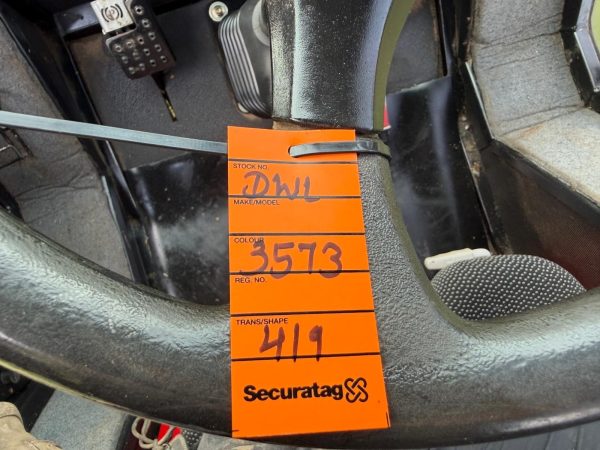 STOCK NO.
DWL
MAKE/MODEL
COLOUR
3573
REG. NO.
TRANS/SHAPE
419
Securatag